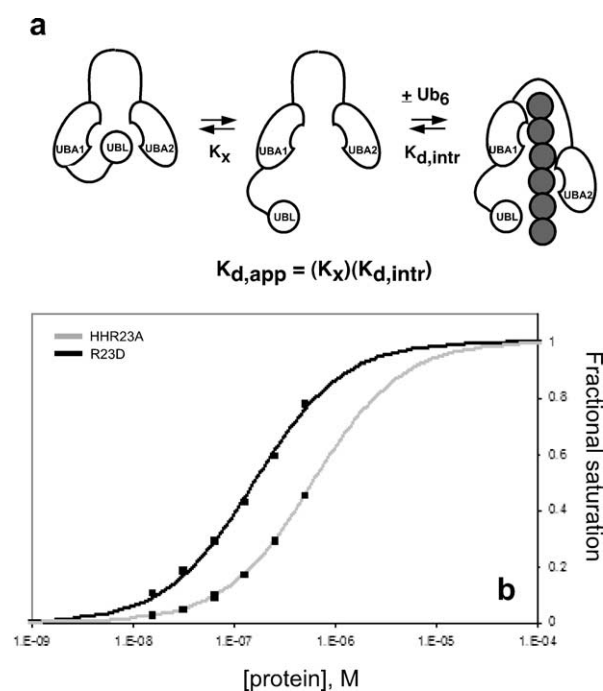 a
± Ub6
UBA1 UBL UBA2
Kx
UBA1 UBA2
UBL
Kd,intr
UBA1
UBL UBA2
Kd,app = (Kx)(Kd,intr)
HHR23A
R23D
1
0.8
0.6
0.4
0.2
0
Fractional saturation
b
1.E-09 1.E-08 1.E-07 1.E-06 1.E-05 1.E-04
[protein], M